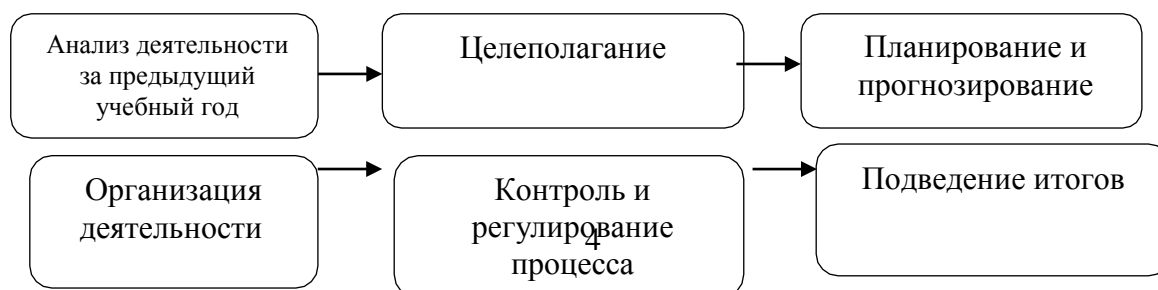 Анализ деятельности
за предыдущий
учебный год
Целеполагание
Планирование и
прогнозирование
Организация
деятельности
Контроль и
регулирование
4
процесса
Подведение итогов